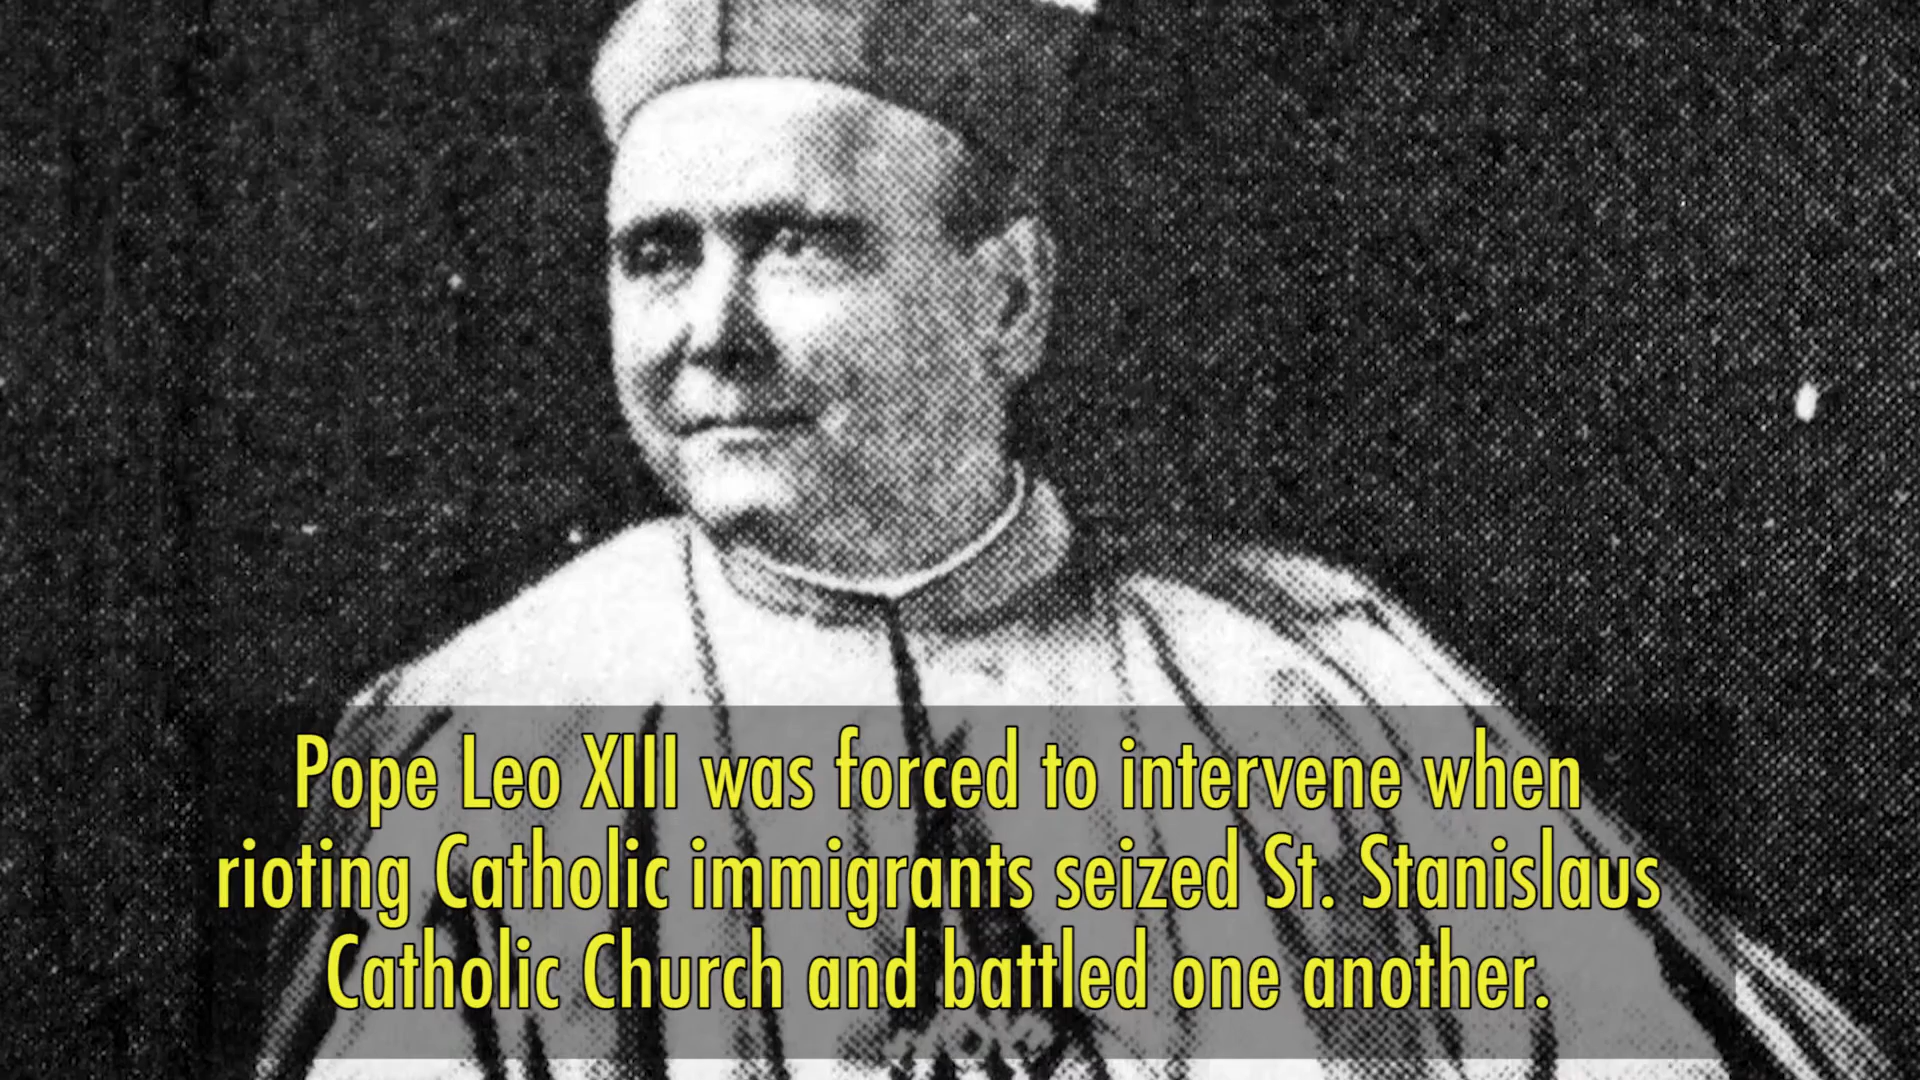 Pope Leo XIII was forced to intervene when
rioting Catholic immigrants seized St. Stanislaus
Catholic Church and battled one another.